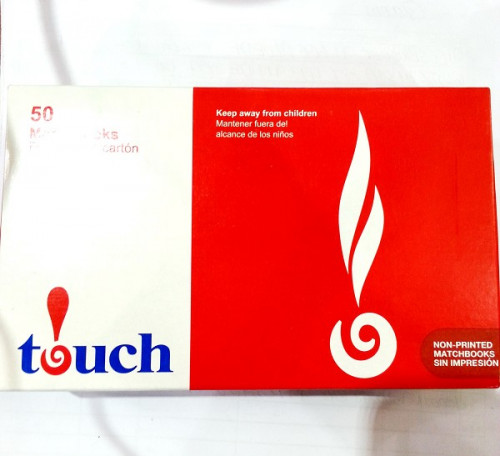 50
cartón
Keep away from children
Mantener fuera del
alcance de los niños
touch
NON-PRINTED
MATCHBOOKS
SIN IMPRESIÓN